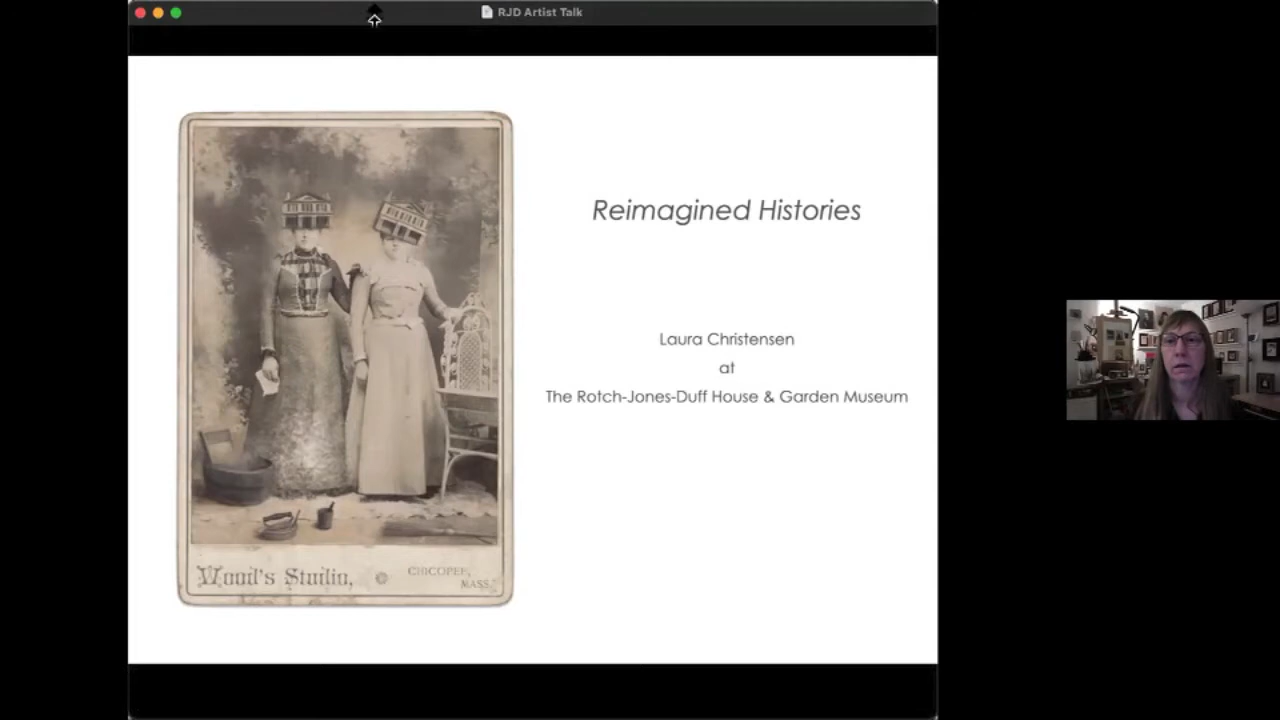 RJD Artist Talk
Reimagined Histories
Laura Christensen
at
The Rotch-Jones-Duff House & Garden Museum
Wood's Studio, CHICOPEE,
MASS.